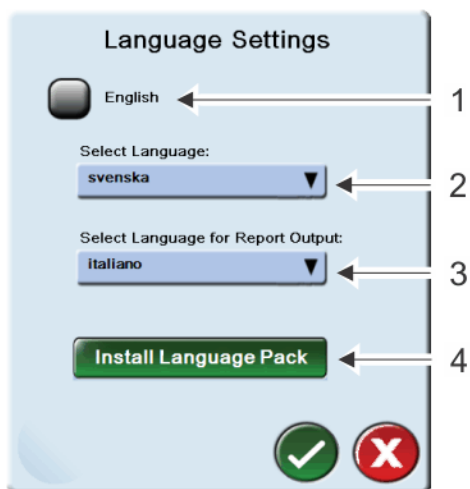 Language Settings
English
1
Select Language:
svenska
2
Select Language for Report Output:
italiano
3
Install Language Pack
4